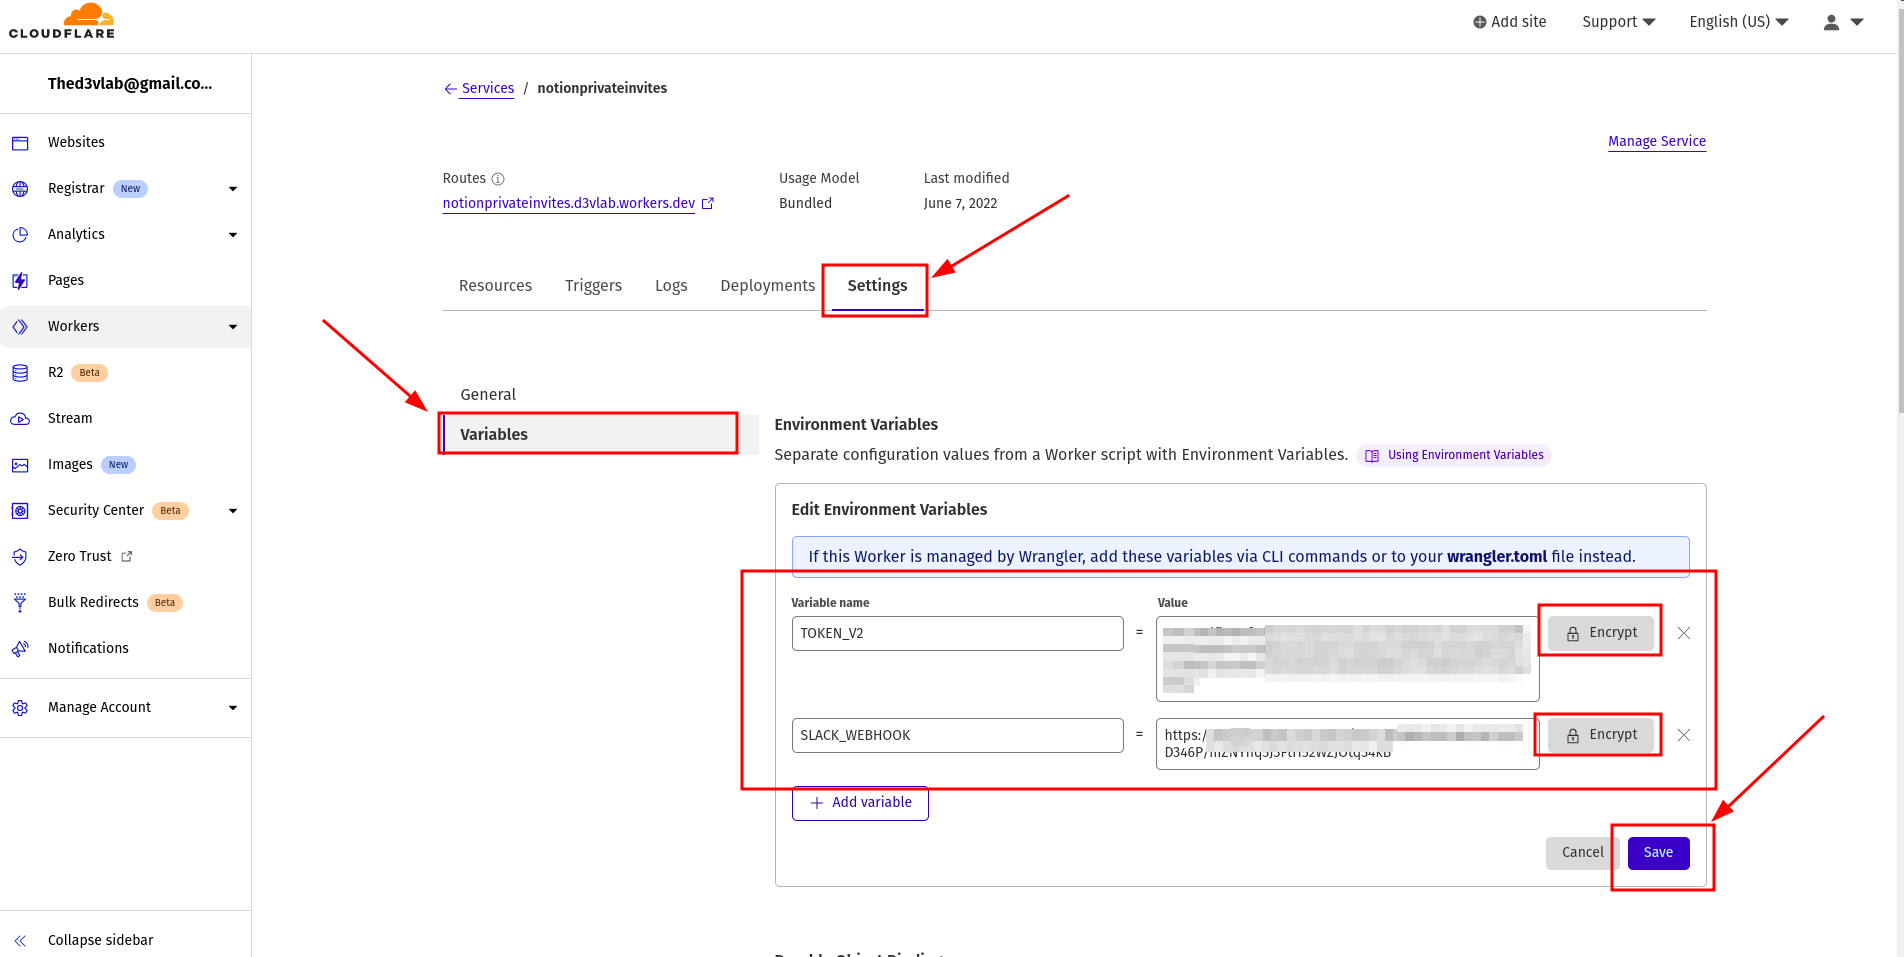 CLOUDFLARE
Add site
Support
English (US)
Thed3vlab@gmail.co...
Websites
Registrar New
Analytics
Pages
Workers
R2 Beta
Stream
Images New
Security Center Beta
Zero Trust
Bulk Redirects Beta
Notifications
Manage Account
Collapse sidebar
Services / notionprivateinvites
Manage Service
Routes
notionprivateinvites.d3vlab.workers.dev
Usage Model
Bundled
Last modified
June 7, 2022
Resources Triggers Logs Deployments Settings
General
Variables
Environment Variables
Separate configuration values from a Worker script with Environment Variables. Using Environment Variables
Edit Environment Variables
If this Worker is managed by Wrangler, add these variables via CLI commands or to your wrangler.toml file instead.
Variable name Value
TOKEN_V2 = Encrypt
SLACK_WEBHOOK = https:/ Encrypt
Add variable
Cancel Save